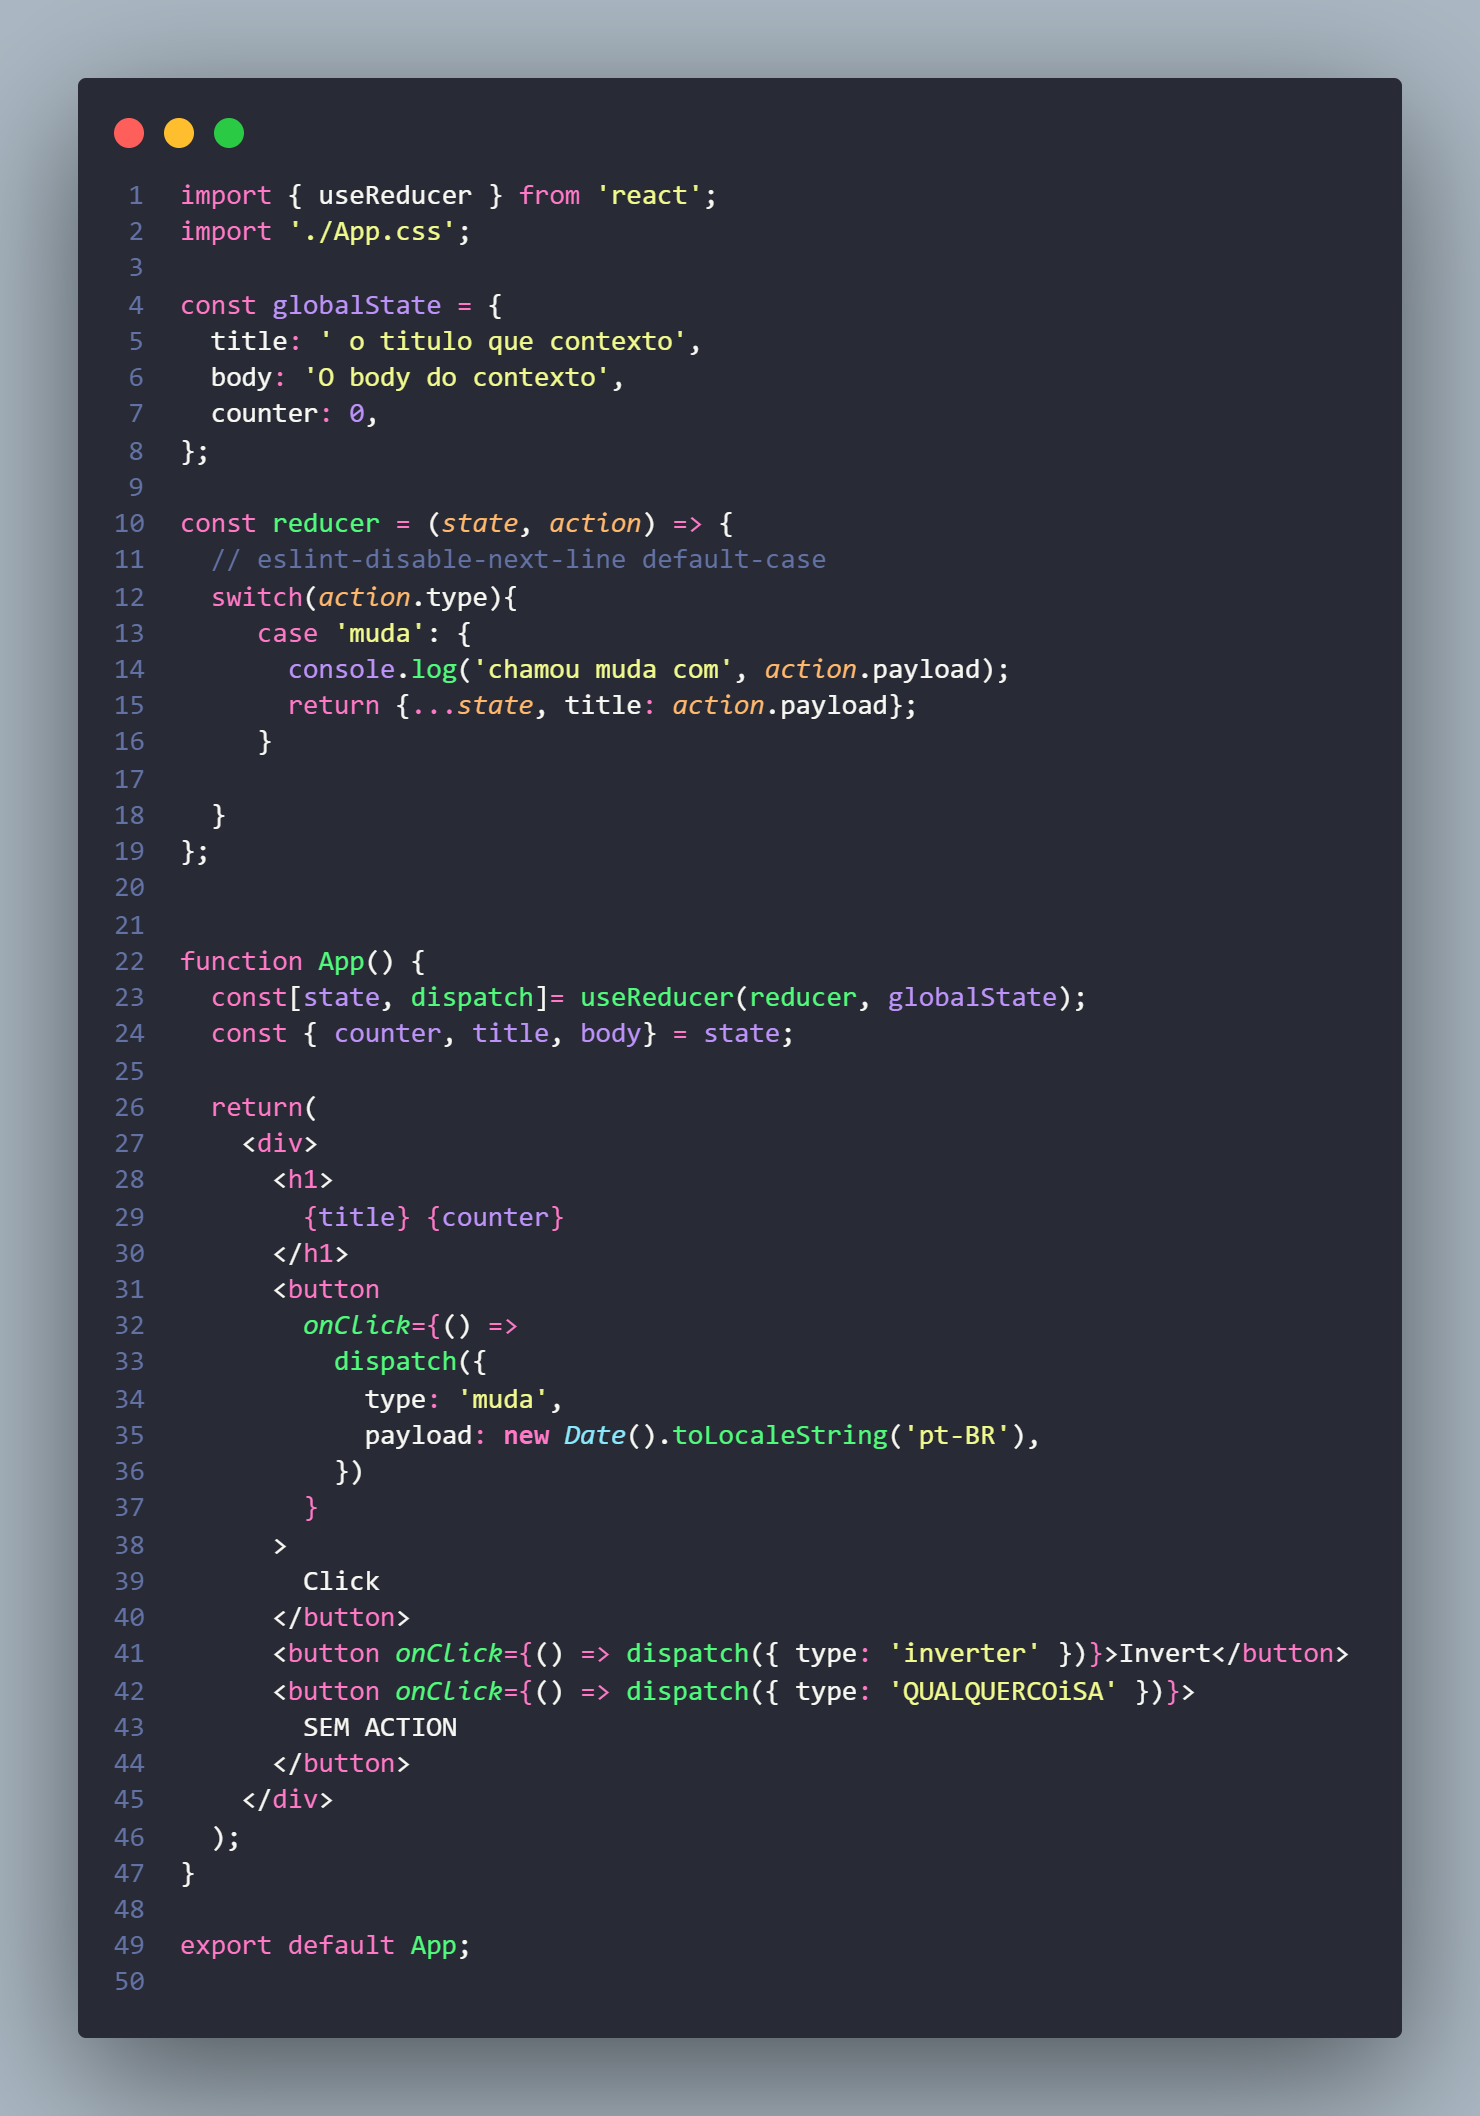 1 import { useReducer } from 'react';
2 import './App.css';
3
4 const globalState = {
5   title: ' o titulo que contexto',
6   body: 'O body do contexto',
7   counter: 0,
8 };
9
10 const reducer = (state, action) => {
11   // eslint-disable-next-line default-case
12   switch(action.type){
13      case 'muda': {
14        console.log('chamou muda com', action.payload);
15        return {...state, title: action.payload};
16      }
17
18   }
19 };
20
21
22 function App() {
23   const[state, dispatch]= useReducer(reducer, globalState);
24   const { counter, title, body} = state;
25
26   return(
27     <div>
28       <h1>
29         {title} {counter}
30       </h1>
31       <button
32         onClick={() =>
33           dispatch({
34             type: 'muda',
35             payload: new Date().toLocaleString('pt-BR'),
36           })
37         }
38       >
39         Click
40       </button>
41       <button onClick={() => dispatch({ type: 'inverter' })}>Invert</button>
42       <button onClick={() => dispatch({ type: 'QUALQUERCOiSA' })}>
43         SEM ACTION
44       </button>
45     </div>
46   );
47 }
48
49 export default App;
50